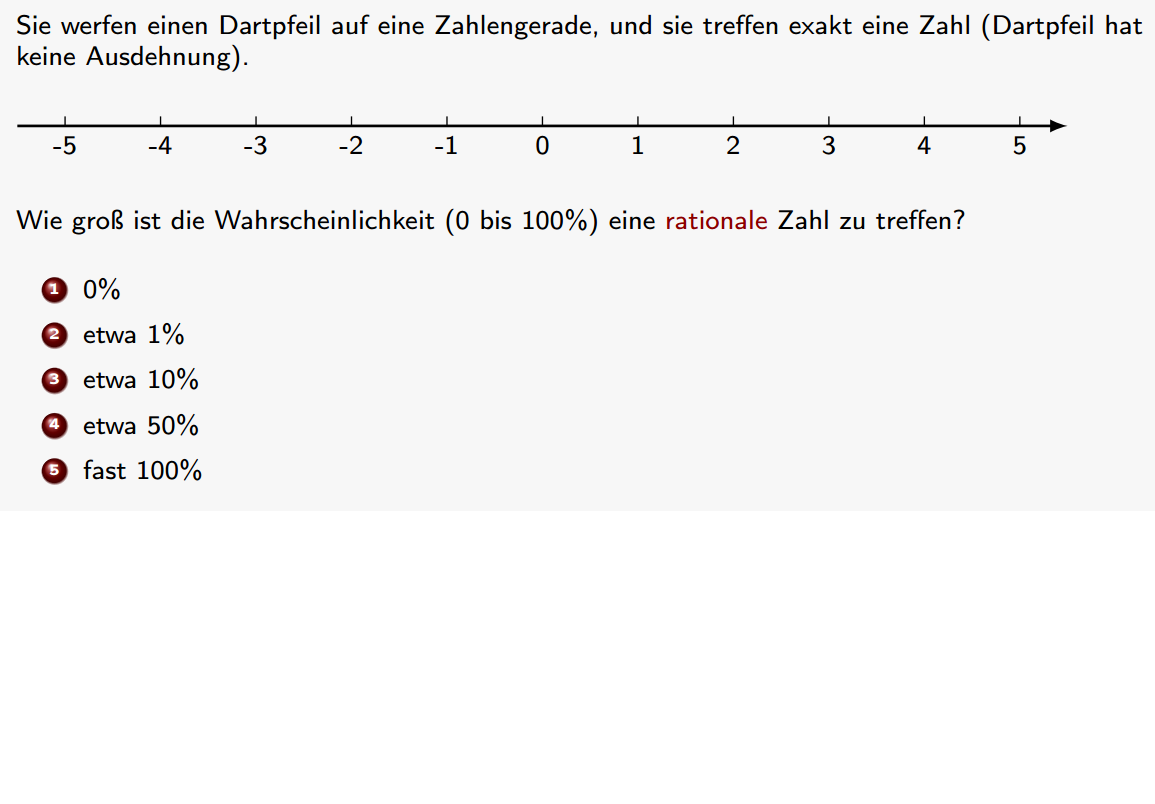 Sie werfen einen Dartpfeil auf eine Zahlengerade, und sie treffen exakt eine Zahl (Dartpfeil hat
keine Ausdehnung).
-5 -4 -3 -2 -1 0 1 2 3 4 5
Wie groß ist die Wahrscheinlichkeit (0 bis 100%) eine rationale Zahl zu treffen?
1 0%
2 etwa 1%
3 etwa 10%
4 etwa 50%
5 fast 100%